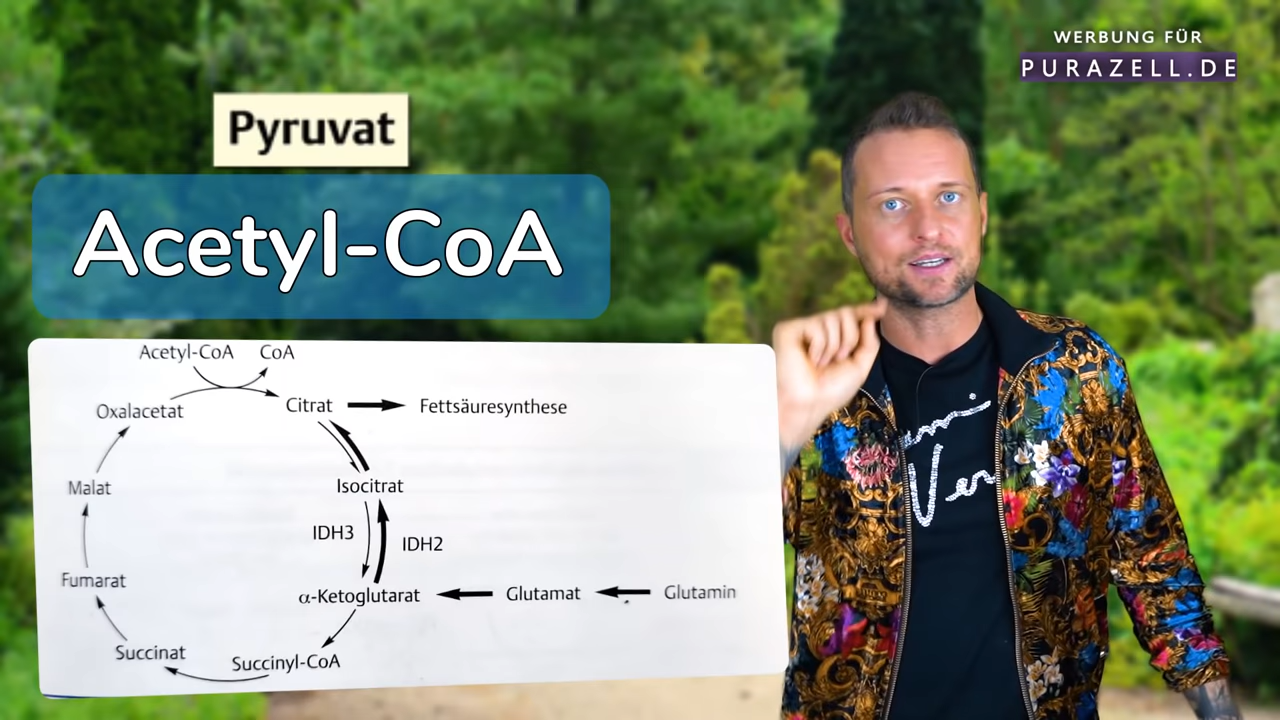 WERBUNG FÜR
PURAZELL.DE
Pyruvat
Acetyl-CoA
Acetyl-CoA CoA
Oxalacetat Citrat Fettsäuresynthese
Malat Isocitrat
IDH3 IDH2
Fumarat α-Ketoglutarat Glutamat Glutamin
Succinat Succinyl-CoA